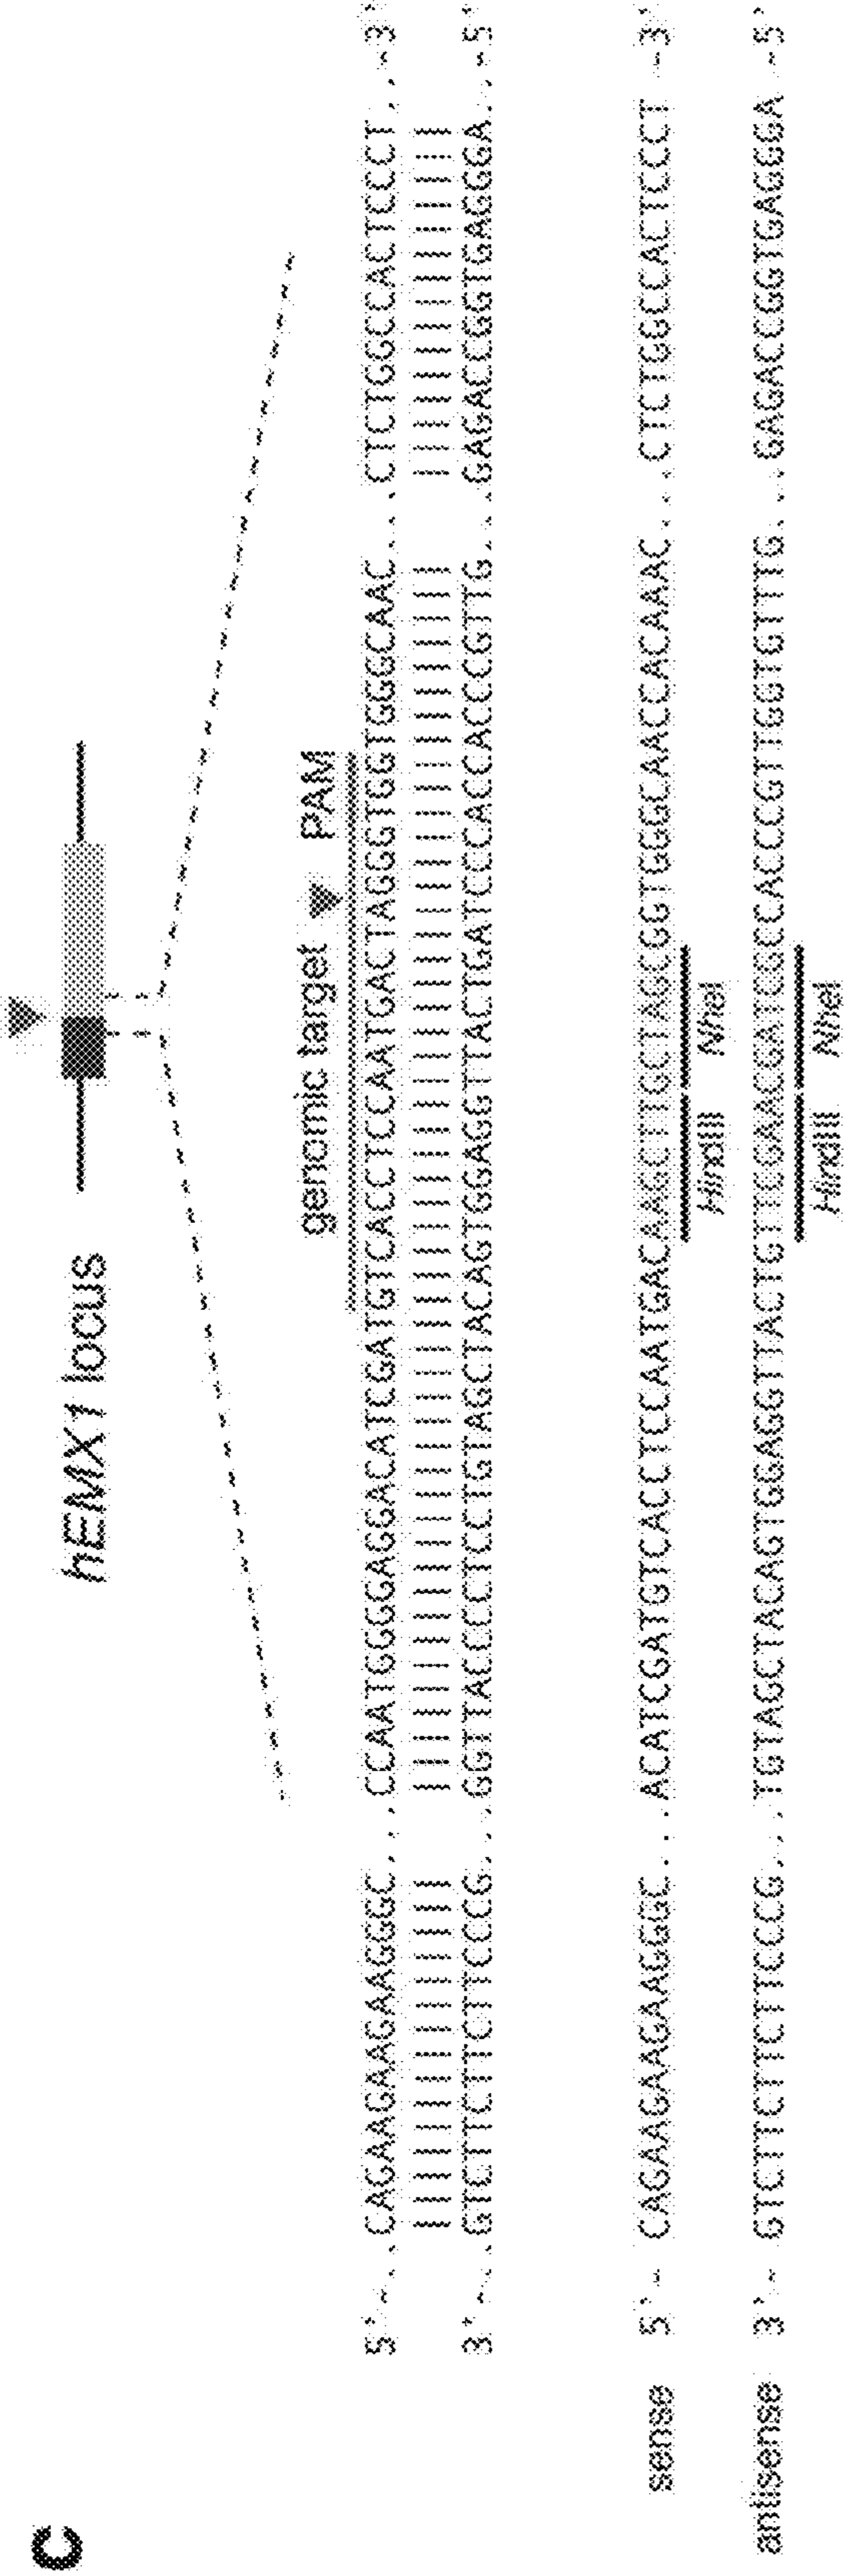 C
hEMX1 locus
genomic target PAM
5'-..CAGAAGAAGAAGGGC...CCAATGGGGAGGACATCGATGTCACCTCCAATGACTAGGGTGGTGGGCAAC...CTCTGGCCACTCCCT..-3'
3'-..GTCTTCTTCTTCCCG...GGTTACCCCTCCTGTAGCTACAGTGGAGGTTACTGATCCCACCACCCGTTG...GAGACCGGTGAGGGA..-5'
sense 5'- CAGAAGAAGAAGGGC...ACATCGATGTCACCTCCAATGACAAGCTTGCTAGCGGTGGGCAACCACAAAC...CTCTGGCCACTCCCT -3'
HindIII NheI
antisense 3'- GTCTTCTTCTTCCCG...TGTAGCTACAGTGGAGGTTACTGTTCGAACGATCGCCACCCGTTGGTGTTTG...GAGACCGGTGAGGGA -5'
HindIII NheI